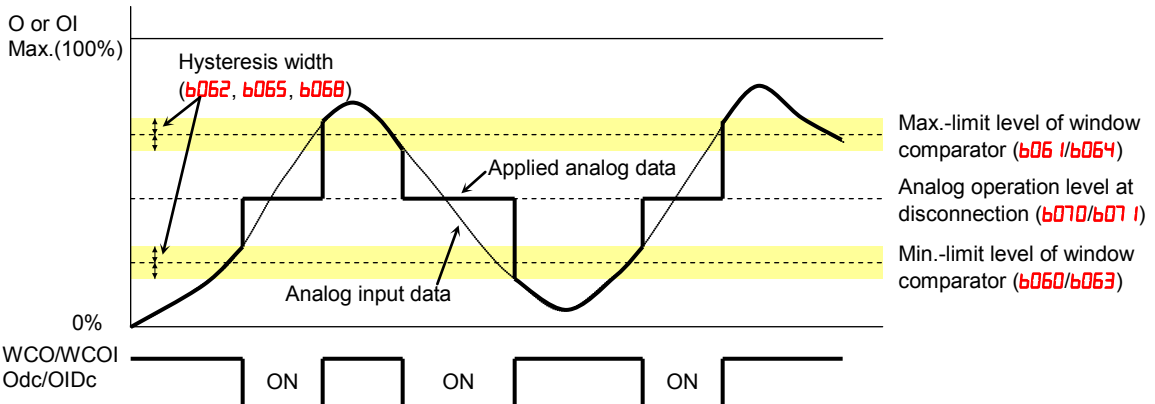 O or OI
Max.(100%)
Hysteresis width
(b062, b065, b068)
Max.-limit level of window
comparator (b061/b064)
Applied analog data
Analog operation level at
disconnection (b070/b071)
Min.-limit level of window
comparator (b060/b063)
Analog input data
0%
WCO/WCOI
Odc/OIDc
ON
ON
ON